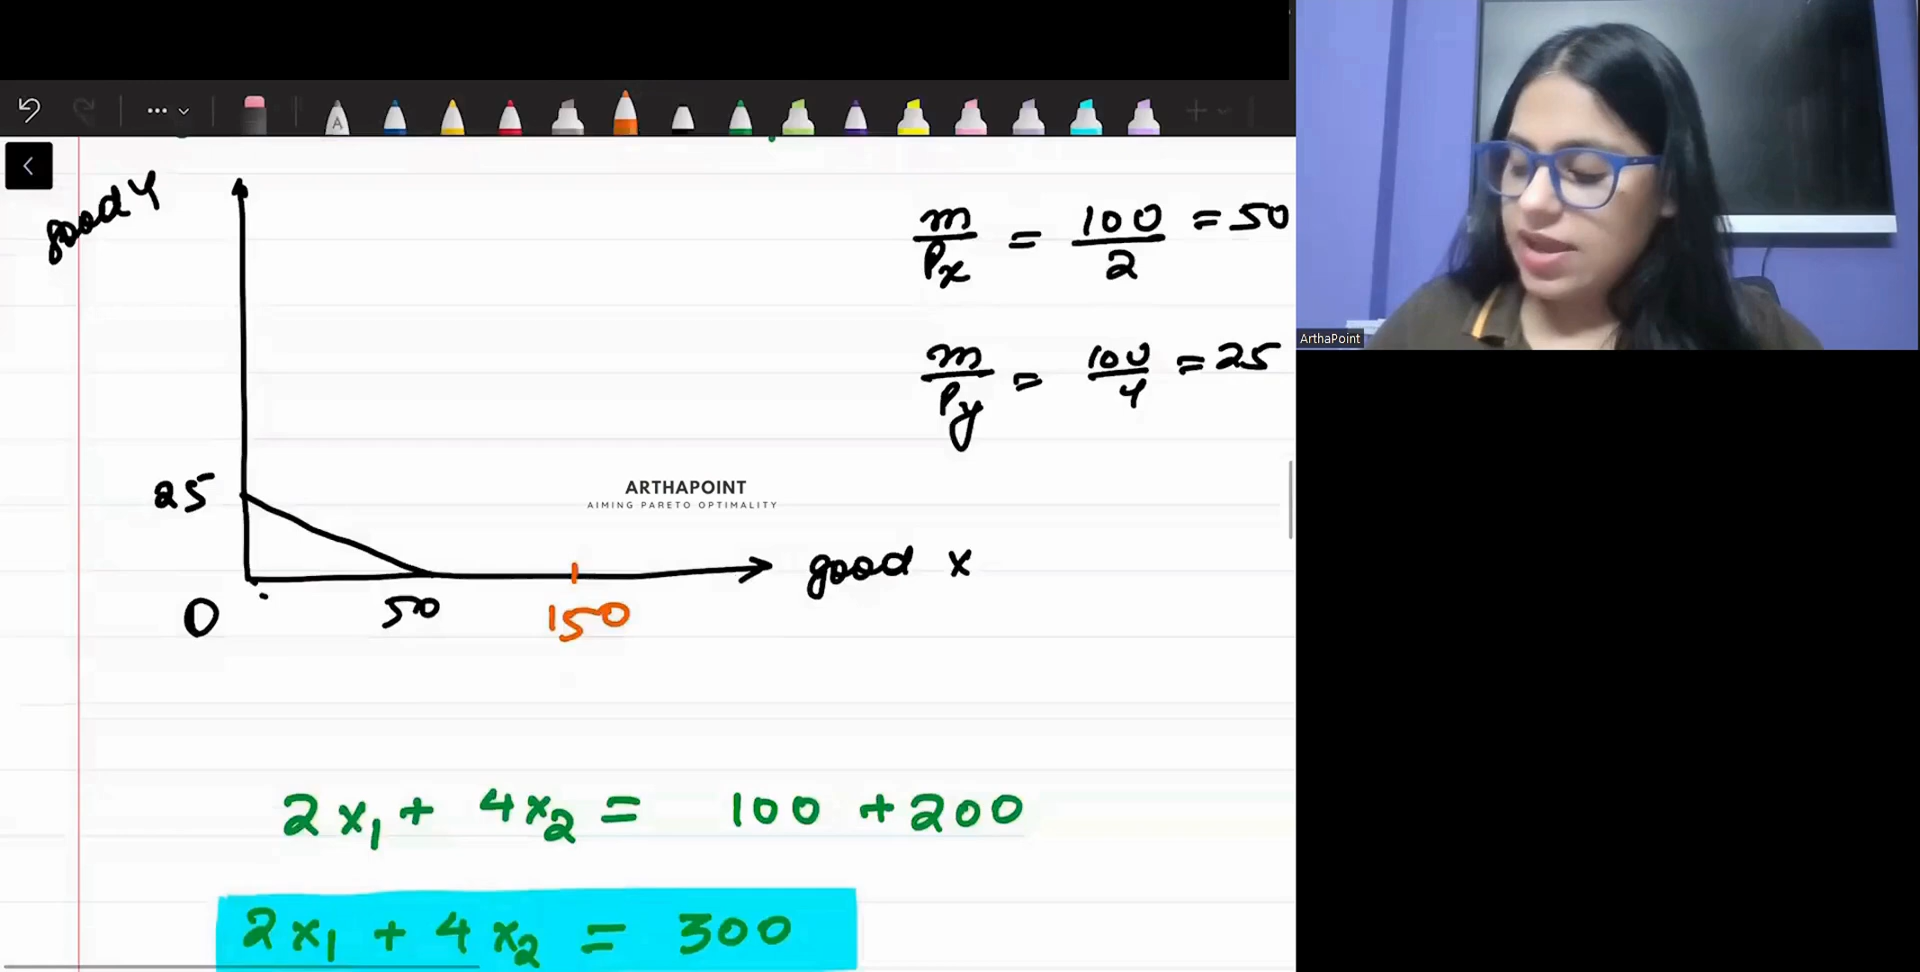 good Y
m/Px = 100/2 = 50
m/Py = 100/4 = 25
25
ARTHAPOINT
AIMING PARETO OPTIMALITY
good x
0
50
150
2x₁ + 4x₂ = 100 + 200
2x₁ + 4x₂ = 300
A
ArthaPoint